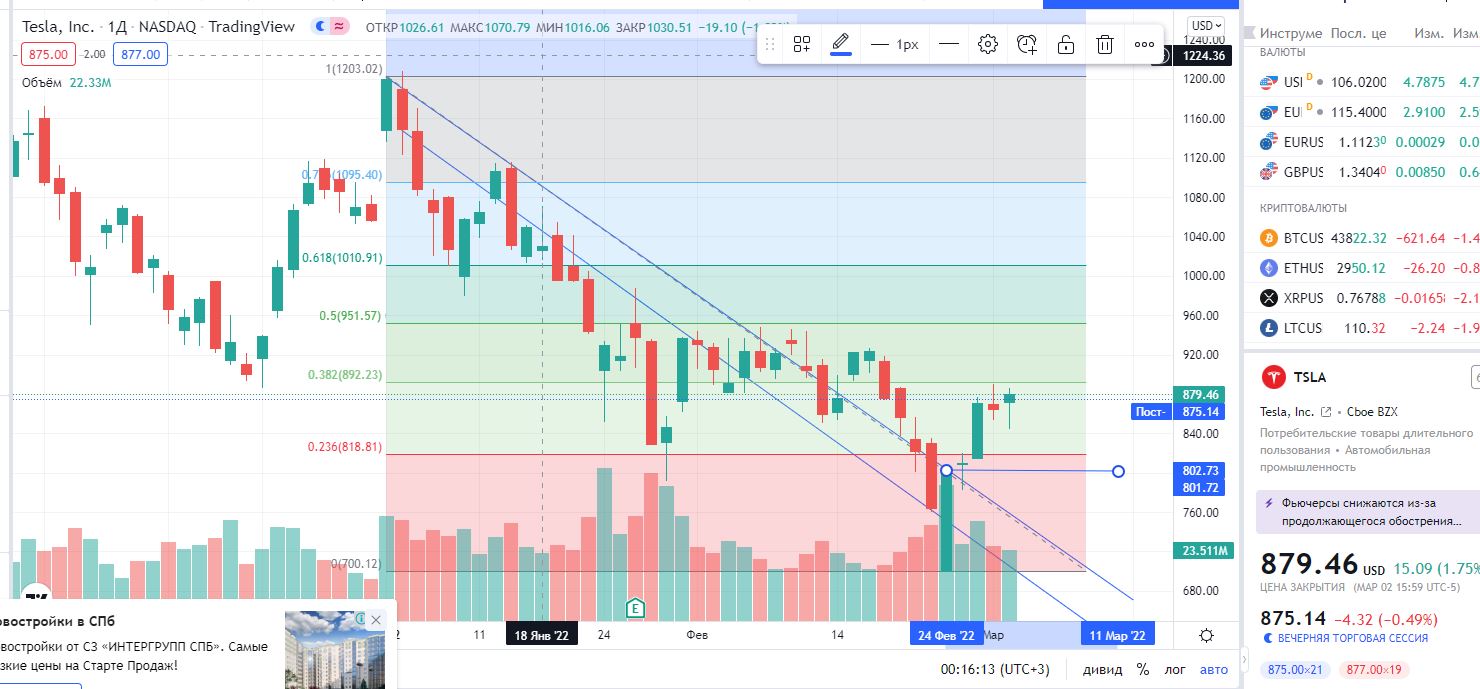 Tesla, Inc. · 1Д · NASDAQ · TradingView
ОТКР1026.61 МАКС1070.79 МИН1016.06 ЗАКР1030.51 −19.10
875.00 2.00 877.00
Объём 22.33M
1px
USD
1240.00
1224.36
1200.00
1160.00
1120.00
1080.00
1040.00
1000.00
960.00
920.00
879.46
Пост- 875.14
840.00
802.73
801.72
760.00
23.511M
680.00
1(1203.02)
(1095.40)
0.618(1010.91)
0.5(951.57)
0.382(892.23)
0.236(818.81)
0(700.12)
E
2 11 18 Янв '22 24 Фев 14 24 Фев '22 Мар 11 Мар '22
00:16:13 (UTC+3) дивид % лог авто
овостройки в СПб
востройки от СЗ «ИНТЕРГРУПП СПБ». Самые
зкие цены на Старте Продаж!
Инструме Посл. це Изм. Изм
ВАЛЮТЫ
USI D 106.0200 4.7875 4.7
EUI D 115.4000 2.9100 2.5
EURUS 1.11230 0.00029 0.0
GBPUS 1.34040 0.00850 0.6
КРИПТОВАЛЮТЫ
BTCUS 43822.32 −621.64 −1.4
ETHUS 2950.12 −26.20 −0.8
XRPUS 0.76788 −0.0165 −2.1
LTCUS 110.32 −2.24 −1.9
TSLA
Tesla, Inc. • Cboe BZX
Потребительские товары длительного
пользования • Автомобильная
промышленность
Фьючерсы снижаются из-за
продолжающегося обострения...
879.46 USD 15.09 (1.75%
ЦЕНА ЗАКРЫТИЯ (МАР 02 15:59 UTC-5)
875.14 −4.32 (−0.49%)
ВЕЧЕРНЯЯ ТОРГОВАЯ СЕССИЯ
875.00×21 877.00×19